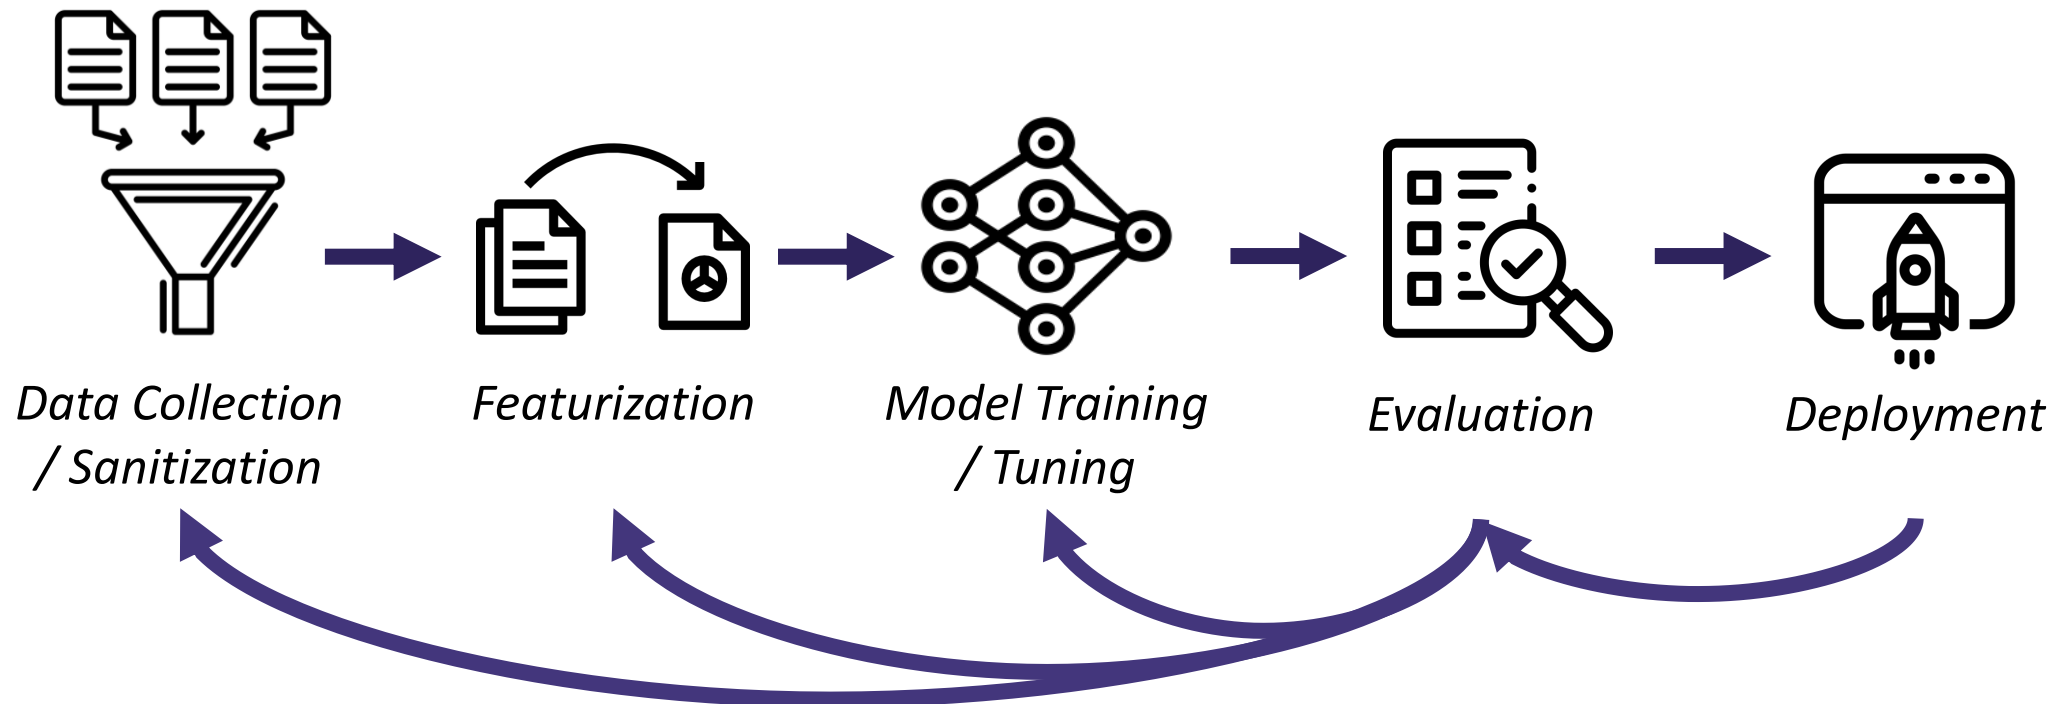 Data Collection
/ Sanitization
Featurization
Model Training
/ Tuning
Evaluation
Deployment